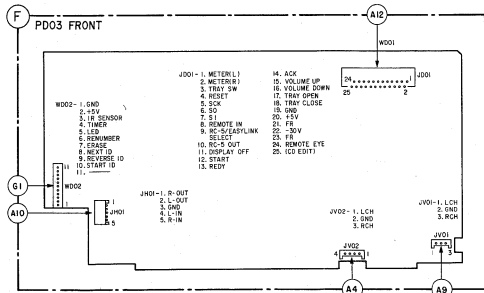 F
PD03 FRONT
A12
WD01
JD01-1. METER(L)
2. METER(R)
3. TRAY SW
4. RESET
5. SCK
6. SO
7. SI
8. REMOTE IN
9. RC-5/EASYLINK
SELECT
10. RC-5 OUT
11. DISPLAY OFF
12. START
13. REDY
14. ACK
15. VOLUME UP
16. VOLUME DOWN
17. TRAY OPEN
18. TRAY CLOSE
19. GND
20. +5V
21. FR
22. -30V
23. FR
24. REMOTE EYE
25. (CD EDIT)
24 1
JD01
25 2
WD02-1. GND
2. +5V
3. IR SENSOR
4. TIMER
5. LED
6. RENUMBER
7. ERASE
8. NEXT ID
9. REVERSE ID
10. START ID
11. ———
11
G1
WD02
1
A10
1
JH01
5
JH01-1. R-OUT
2. L-OUT
3. GND
4. L-IN
5. R-IN
JV02-1. LCH
2. GND
3. RCH
JV01-1. LCH
2. GND
3. RCH
JV02
4 1
JV01
1 3
A4
A9